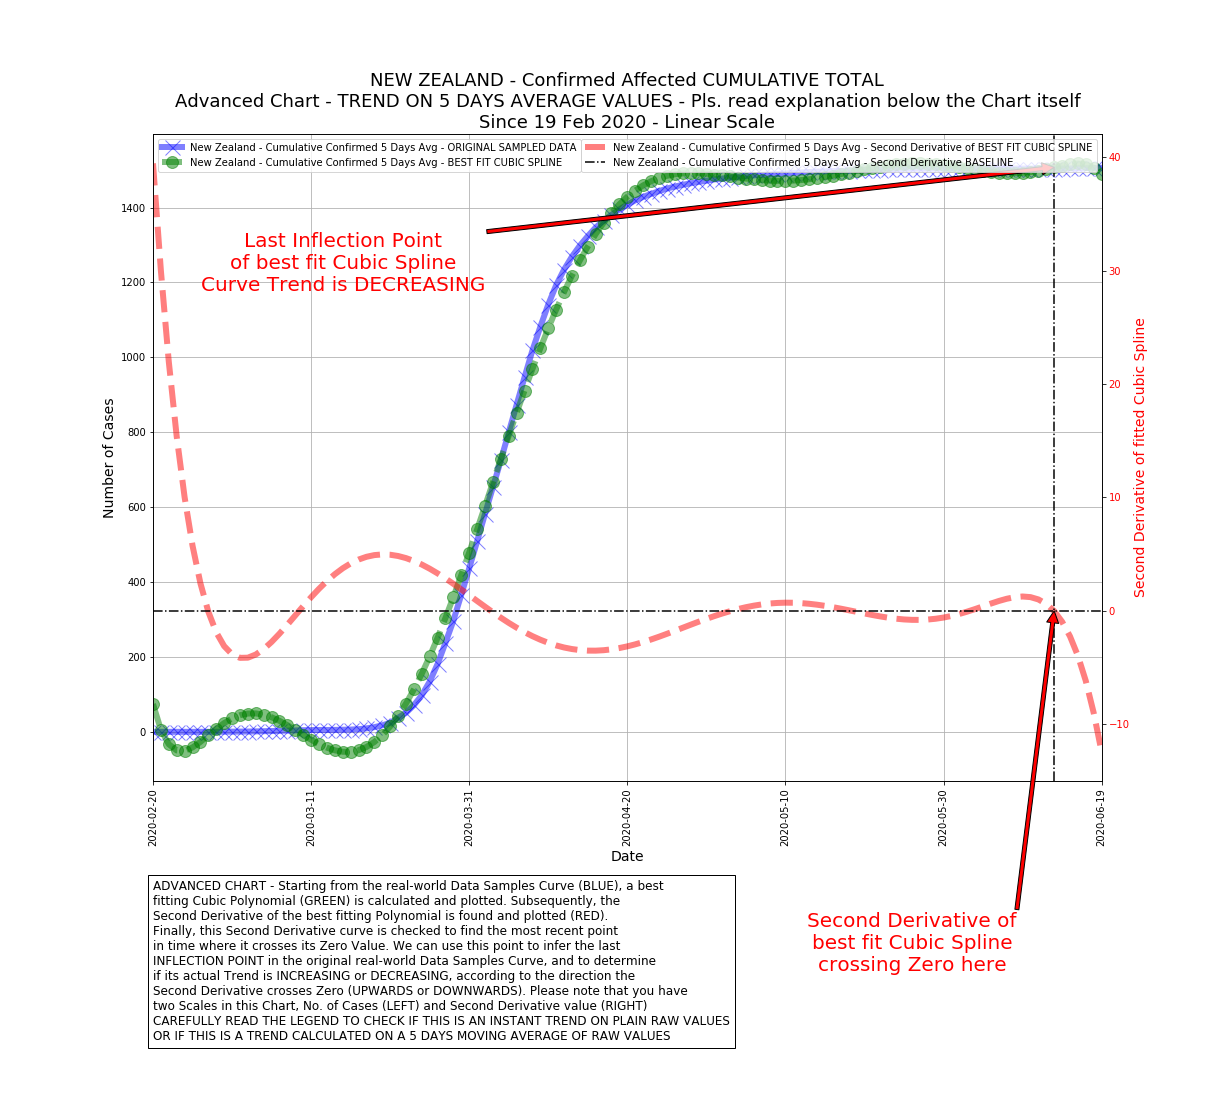 NEW ZEALAND - Confirmed Affected CUMULATIVE TOTAL
Advanced Chart - TREND ON 5 DAYS AVERAGE VALUES - Pls. read explanation below the Chart itself
Since 19 Feb 2020 - Linear Scale
New Zealand - Cumulative Confirmed 5 Days Avg - ORIGINAL SAMPLED DATA
New Zealand - Cumulative Confirmed 5 Days Avg - BEST FIT CUBIC SPLINE
New Zealand - Cumulative Confirmed 5 Days Avg - Second Derivative of BEST FIT CUBIC SPLINE
New Zealand - Cumulative Confirmed 5 Days Avg - Second Derivative BASELINE
Last Inflection Point
of best fit Cubic Spline
Curve Trend is DECREASING
Number of Cases
1400
1200
1000
800
600
400
200
0
40
30
20
10
0
−10
Second Derivative of fitted Cubic Spline
2020-02-20
2020-03-11
2020-03-31
2020-04-20
2020-05-10
2020-05-30
2020-06-19
Date
ADVANCED CHART - Starting from the real-world Data Samples Curve (BLUE), a best
fitting Cubic Polynomial (GREEN) is calculated and plotted. Subsequently, the
Second Derivative of the best fitting Polynomial is found and plotted (RED).
Finally, this Second Derivative curve is checked to find the most recent point
in time where it crosses its Zero Value. We can use this point to infer the last
INFLECTION POINT in the original real-world Data Samples Curve, and to determine
if its actual Trend is INCREASING or DECREASING, according to the direction the
Second Derivative crosses Zero (UPWARDS or DOWNWARDS). Please note that you have
two Scales in this Chart, No. of Cases (LEFT) and Second Derivative value (RIGHT)
CAREFULLY READ THE LEGEND TO CHECK IF THIS IS AN INSTANT TREND ON PLAIN RAW VALUES
OR IF THIS IS A TREND CALCULATED ON A 5 DAYS MOVING AVERAGE OF RAW VALUES
Second Derivative of
best fit Cubic Spline
crossing Zero here